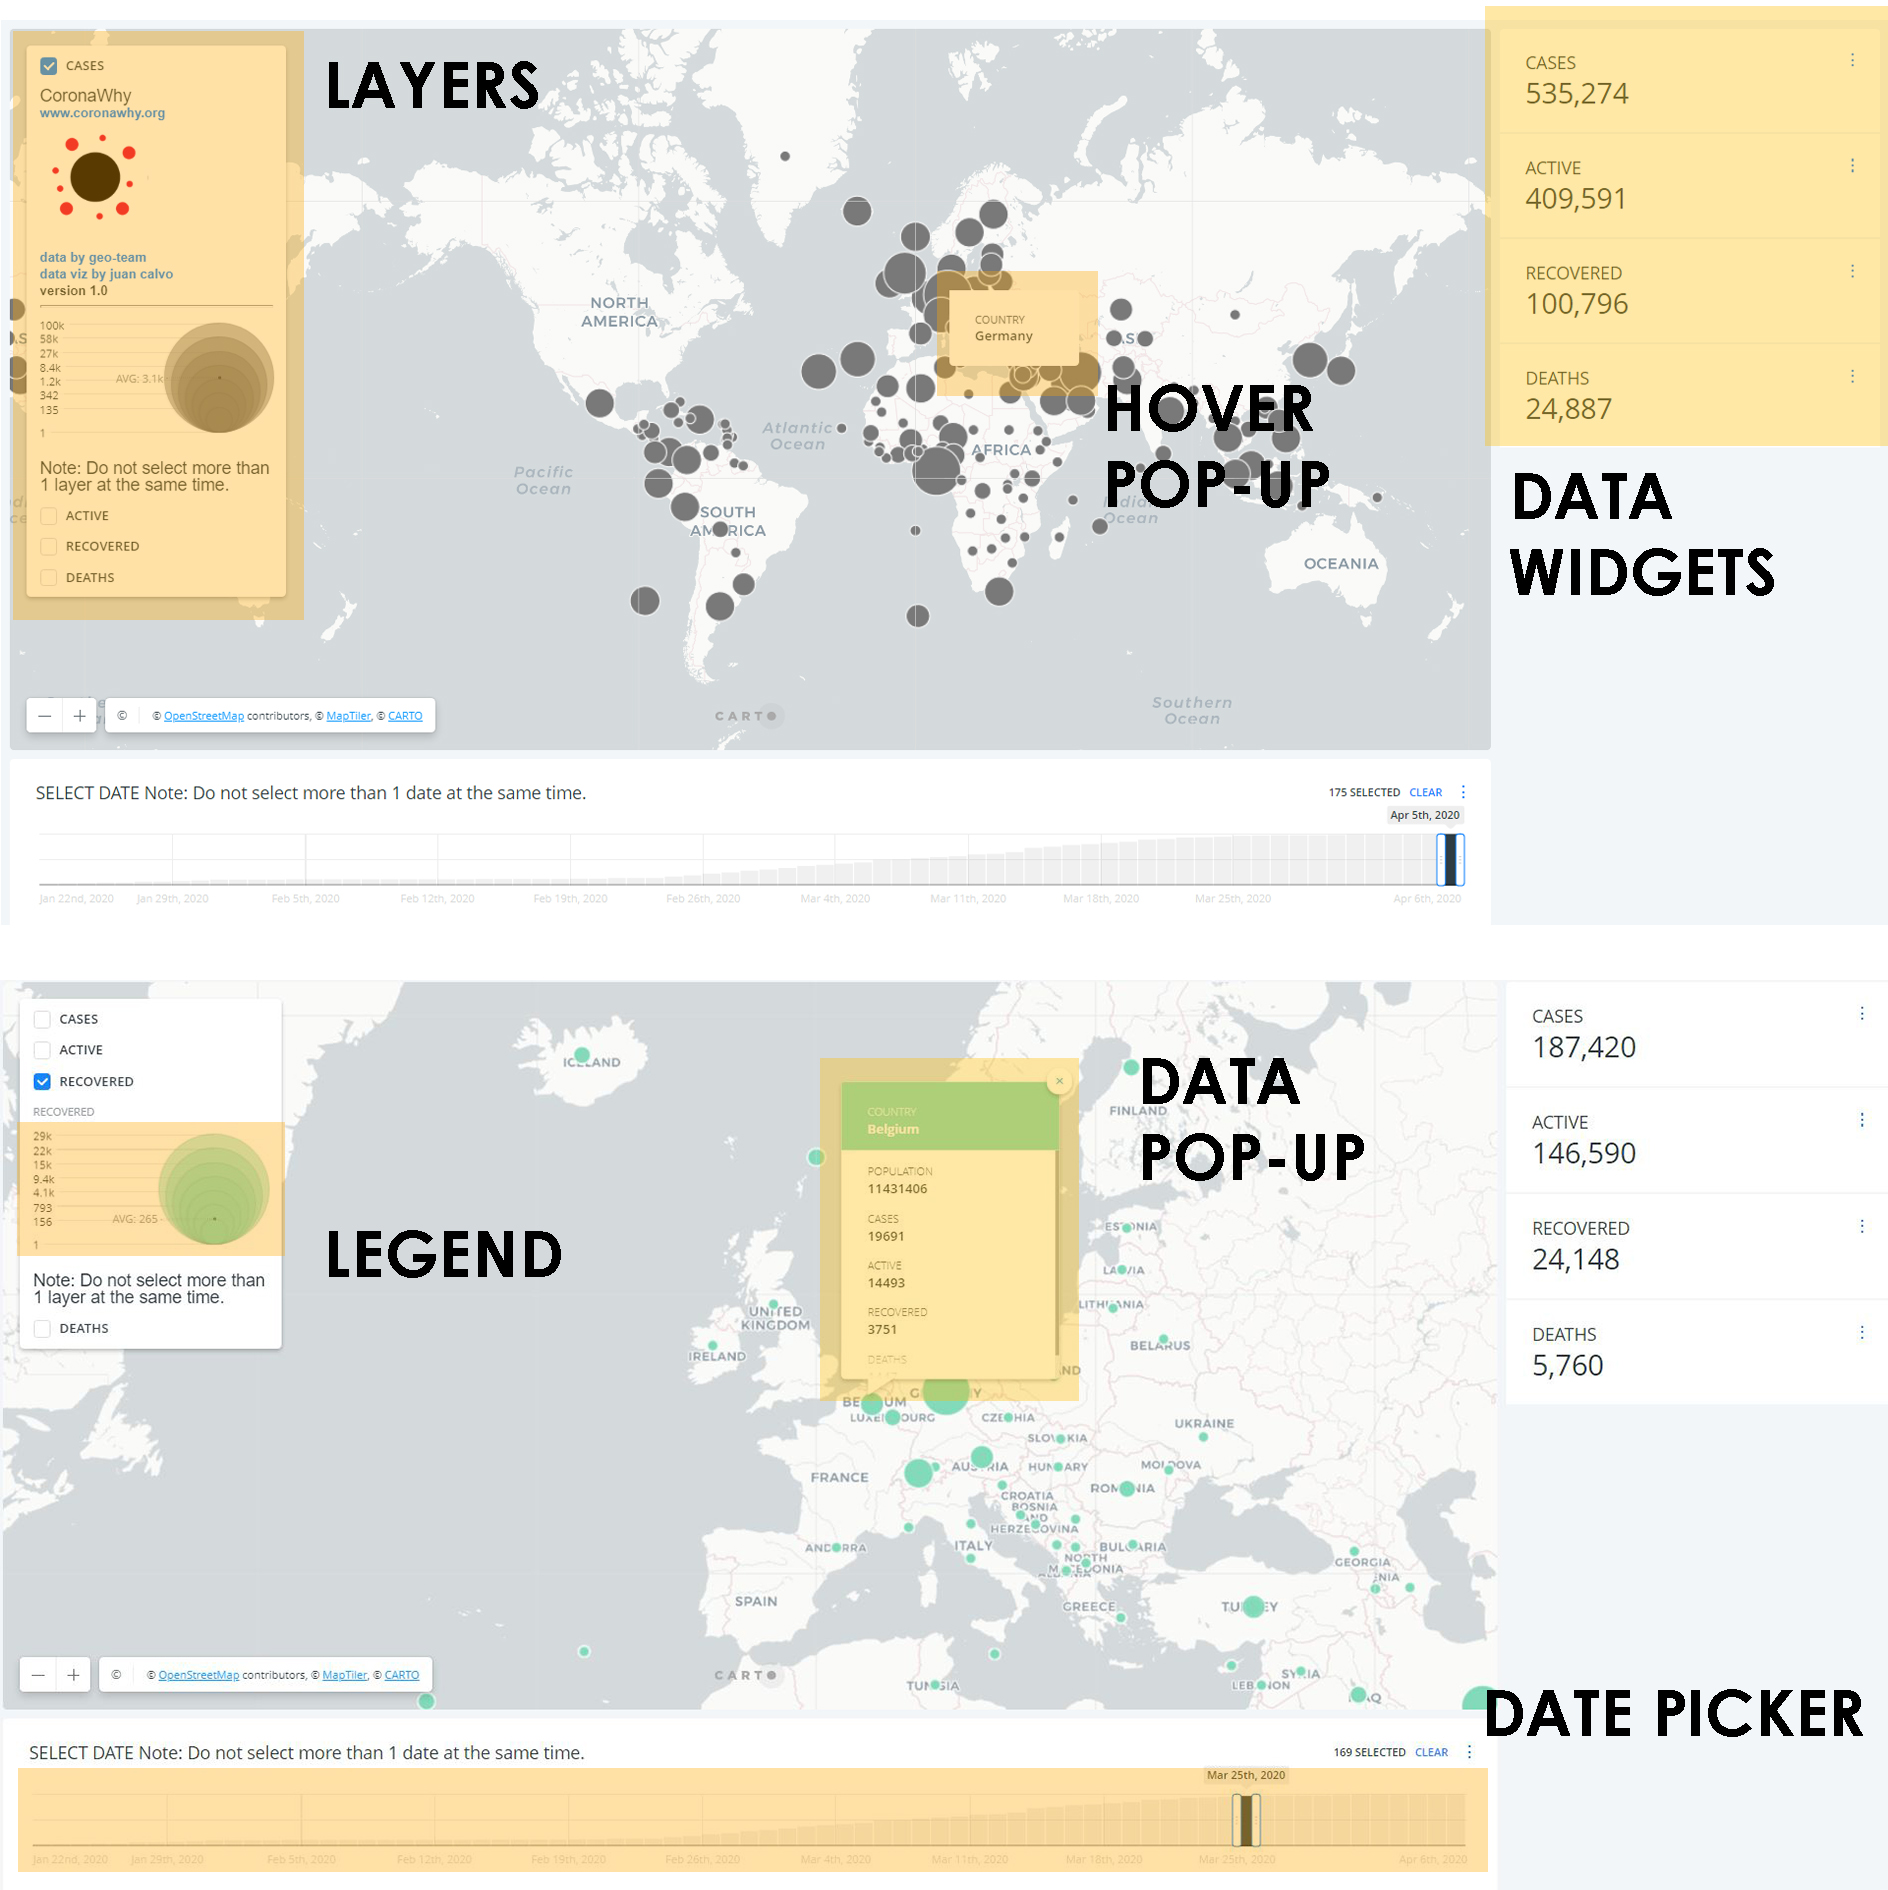 CASES
CoronaWhy
www.coronawhy.org
data by geo-team
data viz by juan calvo
version 1.0
100k
58k
27k
8.4k
AVG: 3.1k
1.2k
342
135
1
Note: Do not select more than
1 layer at the same time.
ACTIVE
RECOVERED
DEATHS
LAYERS
NORTH
AMERICA
Pacific
Ocean
Atlantic
Ocean
SOUTH
AMERICA
AFRICA
COUNTRY
Germany
HOVER
POP-UP
Indian
Ocean
OCEANIA
Southern
Ocean
CARTO
− + © © OpenStreetMap contributors, © MapTiler, © CARTO
CASES
535,274
ACTIVE
409,591
RECOVERED
100,796
DEATHS
24,887
DATA
WIDGETS
SELECT DATE Note: Do not select more than 1 date at the same time.
175 SELECTED CLEAR
Apr 5th, 2020
Jan 22nd, 2020 Jan 29th, 2020 Feb 5th, 2020 Feb 12th, 2020 Feb 19th, 2020 Feb 26th, 2020 Mar 4th, 2020 Mar 11th, 2020 Mar 18th, 2020 Mar 25th, 2020 Apr 6th, 2020
CASES
ACTIVE
RECOVERED
RECOVERED
29k
22k
15k
9.4k
4.1k
793
156
AVG: 265
1
Note: Do not select more than
1 layer at the same time.
DEATHS
LEGEND
ICELAND
COUNTRY
Belgium
POPULATION
11431406
CASES
19691
ACTIVE
14493
RECOVERED
3751
DEATHS
DATA
POP-UP
FINLAND
ESTONIA
LATVIA
LITHUANIA
BELARUS
UNITED
KINGDOM
IRELAND
BELGIUM
GERMANY
LUXEMBOURG
CZECHIA
UKRAINE
SLOVAKIA
FRANCE
AUSTRIA
HUNGARY
MOLDOVA
ROMANIA
CROATIA
BOSNIA
AND
HERZEGOVINA
ANDORRA
ITALY
BULGARIA
NORTH
MACEDONIA
ALBANIA
GEORGIA
SPAIN
GREECE
TURKEY
TUNISIA
SYRIA
LEBANON
IRAQ
CARTO
− + © © OpenStreetMap contributors, © MapTiler, © CARTO
CASES
187,420
ACTIVE
146,590
RECOVERED
24,148
DEATHS
5,760
DATE PICKER
SELECT DATE Note: Do not select more than 1 date at the same time.
169 SELECTED CLEAR
Mar 25th, 2020
Jan 22nd, 2020 Jan 29th, 2020 Feb 5th, 2020 Feb 12th, 2020 Feb 19th, 2020 Feb 26th, 2020 Mar 4th, 2020 Mar 11th, 2020 Mar 18th, 2020 Mar 25th, 2020 Apr 6th, 2020